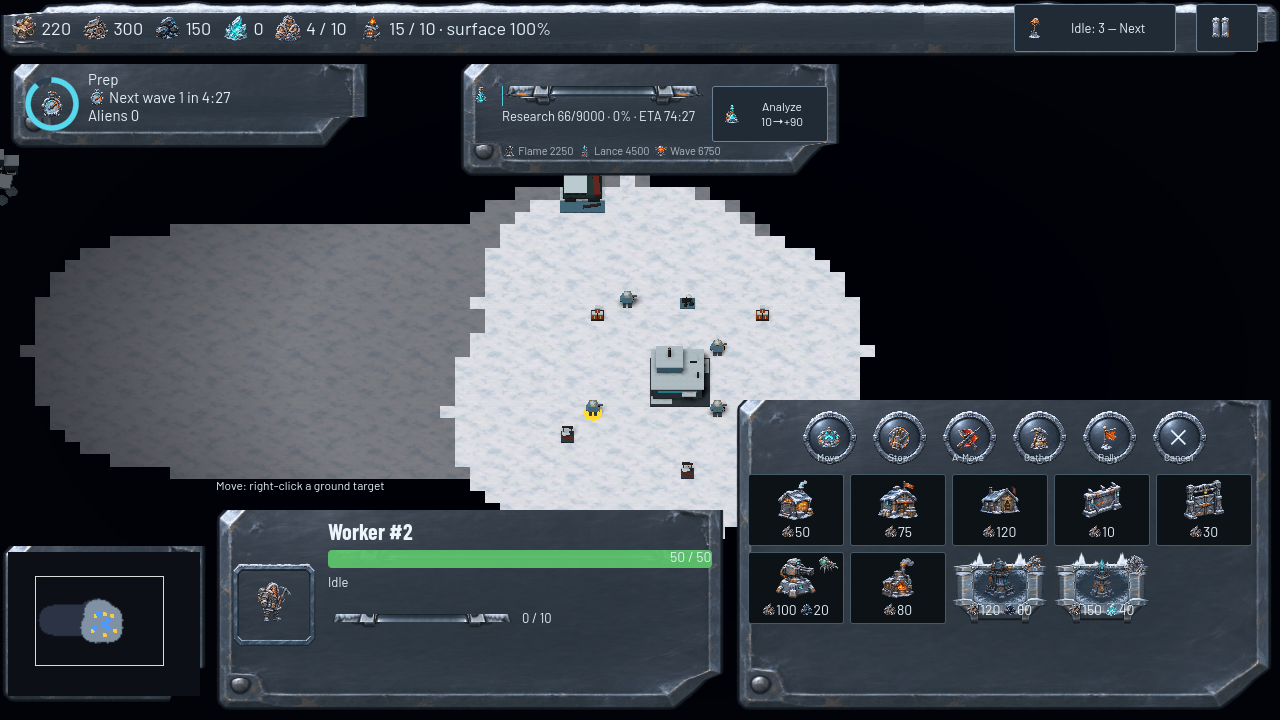 220 300 150 0 4 / 10 15 / 10 · surface 100%
Idle: 3 – Next
Prep
Next wave 1 in 4:27
Aliens 0
Research 66/9000 · 0% · ETA 74:27
Analyze
10→+90
Flame 2250 Lance 4500 Wave 6750
Move: right-click a ground target
Move Stop A-Move Gather Rally Cancel
50 75 120 10 30
100 20 80 120 60 150 40
Worker #2
50 / 50
Idle
0 / 10